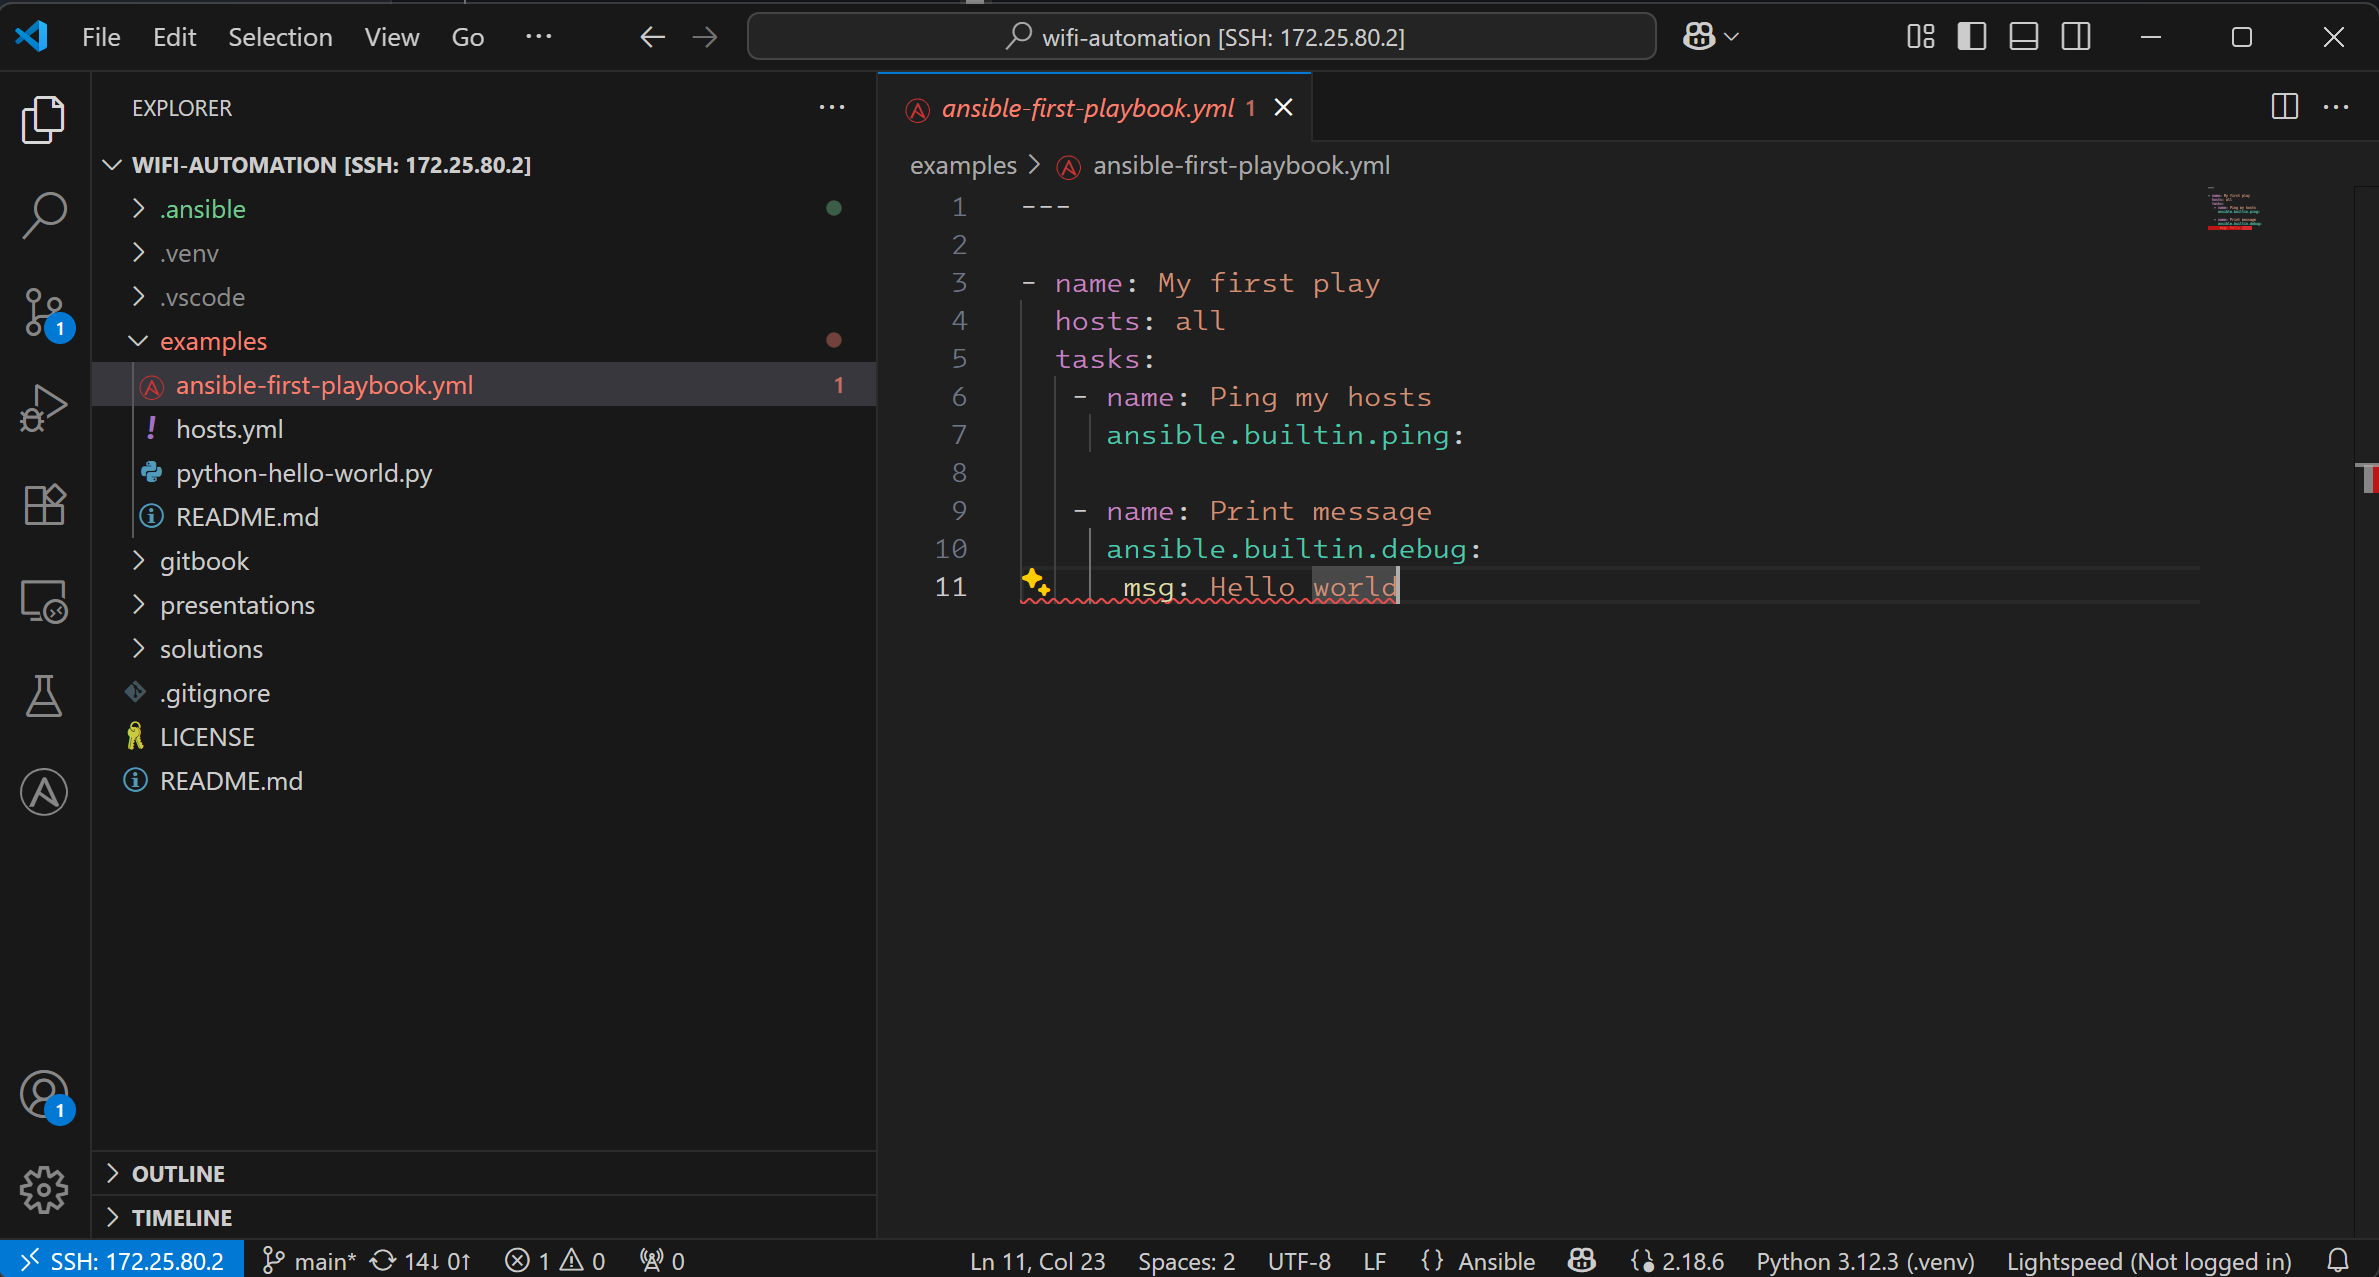 File Edit Selection View Go ...
wifi-automation [SSH: 172.25.80.2]
EXPLORER
WIFI-AUTOMATION [SSH: 172.25.80.2]
.ansible
.venv
.vscode
examples
ansible-first-playbook.yml 1
hosts.yml
python-hello-world.py
README.md
gitbook
presentations
solutions
.gitignore
LICENSE
README.md
OUTLINE
TIMELINE
1
1
ansible-first-playbook.yml 1
examples > ansible-first-playbook.yml
1 ---
2
3 - name: My first play
4 hosts: all
5 tasks:
6 - name: Ping my hosts
7 ansible.builtin.ping:
8
9 - name: Print message
10 ansible.builtin.debug:
11 msg: Hello world
SSH: 172.25.80.2 main* 14↓ 0↑ 1 0 0 Ln 11, Col 23 Spaces: 2 UTF-8 LF {} Ansible 2.18.6 Python 3.12.3 (.venv) Lightspeed (Not logged in)